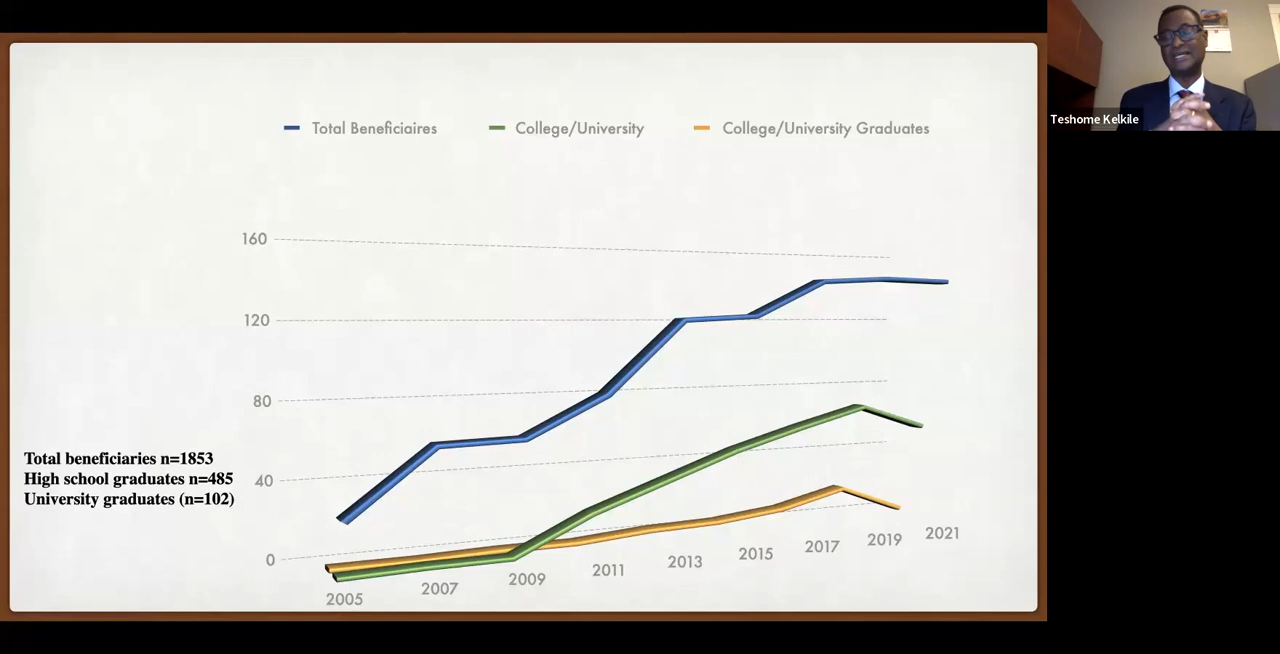 Total Beneficiaires College/University College/University Graduates
160
120
80
40
0
2005 2007 2009 2011 2013 2015 2017 2019 2021
Total beneficiaries n=1853
High school graduates n=485
University graduates (n=102)
Teshome Kelkile